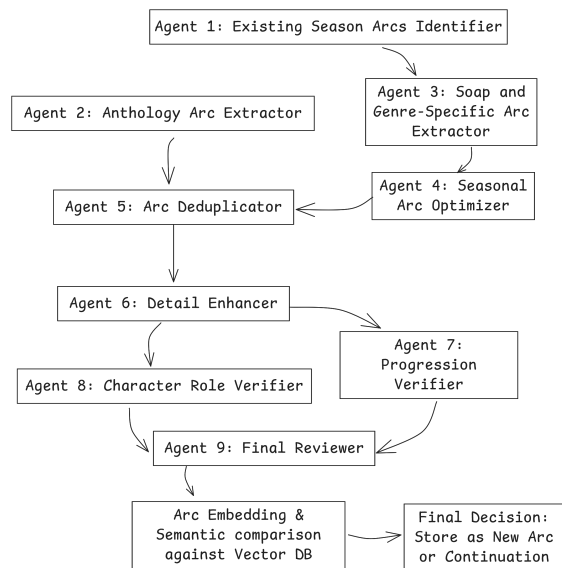 Agent 1: Existing Season Arcs Identifier
Agent 2: Anthology Arc Extractor
Agent 3: Soap and
Genre-Specific Arc
Extractor
Agent 4: Seasonal
Arc Optimizer
Agent 5: Arc Deduplicator
Agent 6: Detail Enhancer
Agent 7:
Progression
Verifier
Agent 8: Character Role Verifier
Agent 9: Final Reviewer
Arc Embedding &
Semantic comparison
against Vector DB
Final Decision:
Store as New Arc
or Continuation